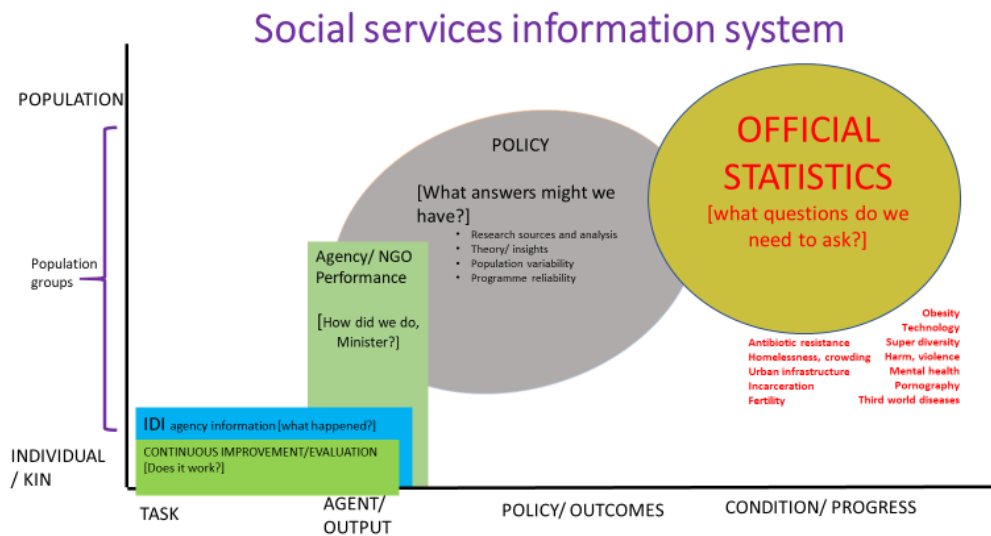 Social services information system
POPULATION
Population
groups
INDIVIDUAL
/ KIN
POLICY
[What answers might we
have?]
• Research sources and analysis
• Theory/ insights
• Population variability
• Programme reliability
OFFICIAL
STATISTICS
[what questions do we
need to ask?]
Agency/ NGO
Performance
[How did we do,
Minister?]
IDI agency information [what happened?]
CONTINUOUS IMPROVEMENT/EVALUATION
[Does it work?]
Antibiotic resistance
Homelessness, crowding
Urban infrastructure
Incarceration
Fertility
Obesity
Technology
Super diversity
Harm, violence
Mental health
Pornography
Third world diseases
TASK
AGENT/
OUTPUT
POLICY/ OUTCOMES
CONDITION/ PROGRESS